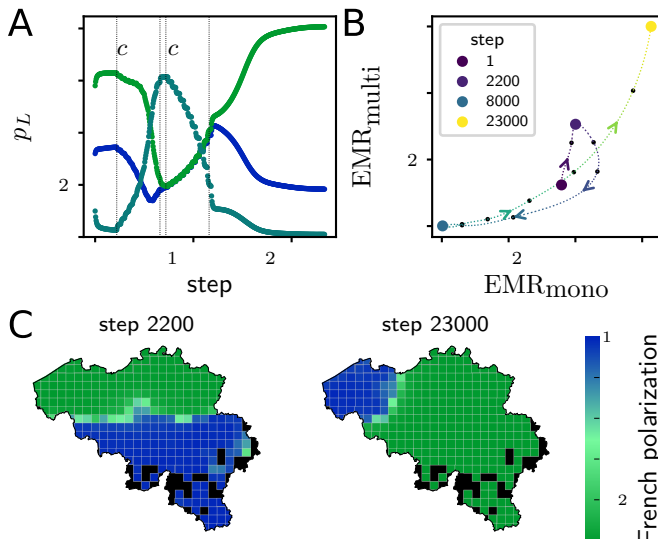 A
B
c
c
p_L
2
1
2
step
EMR_multi
step
1
2200
8000
23000
2
2
EMR_mono
C
step 2200
step 23000
1
2
French polarization